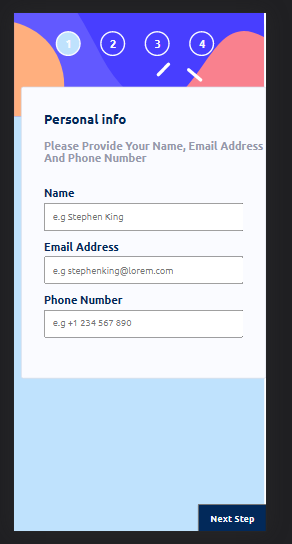 1 2 3 4
Personal info
Please Provide Your Name, Email Address
And Phone Number
Name
e.g Stephen King
Email Address
e.g stephenking@lorem.com
Phone Number
e.g +1 234 567 890
Next Step